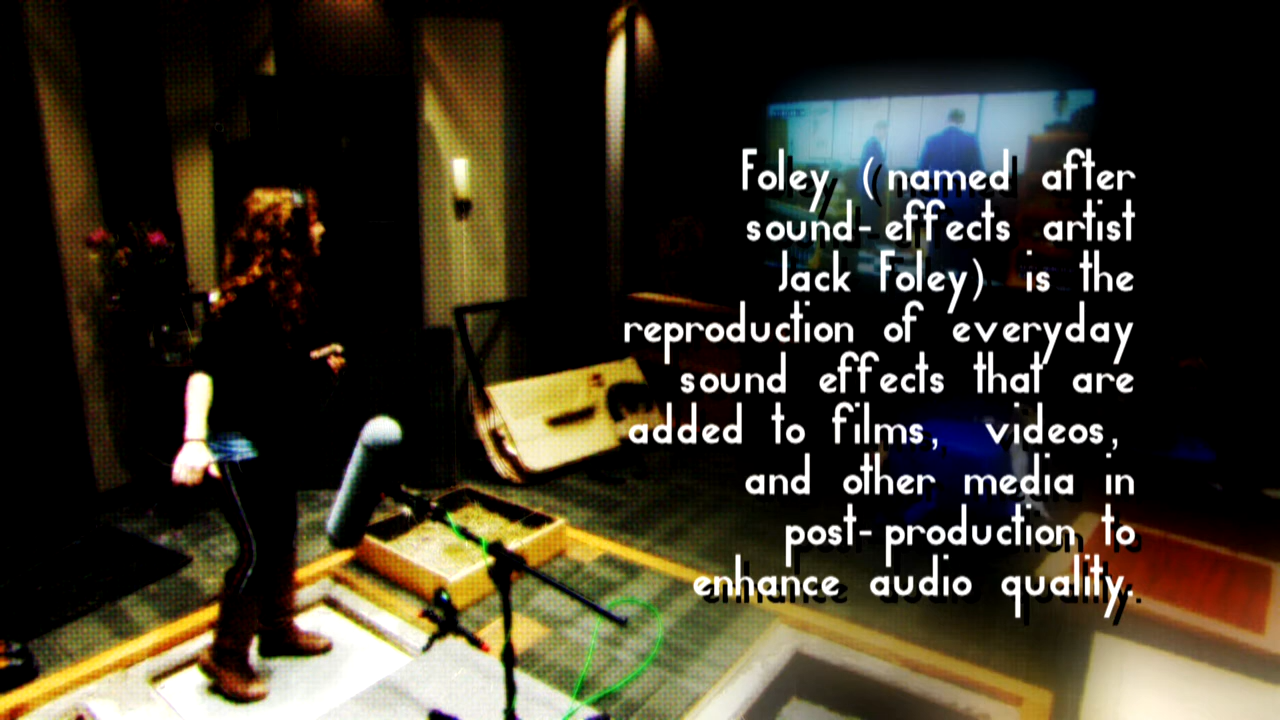 Foley (named after
sound-effects artist
Jack Foley) is the
reproduction of everyday
sound effects that are
added to films, videos,
and other media in
post-production to
enhance audio quality.